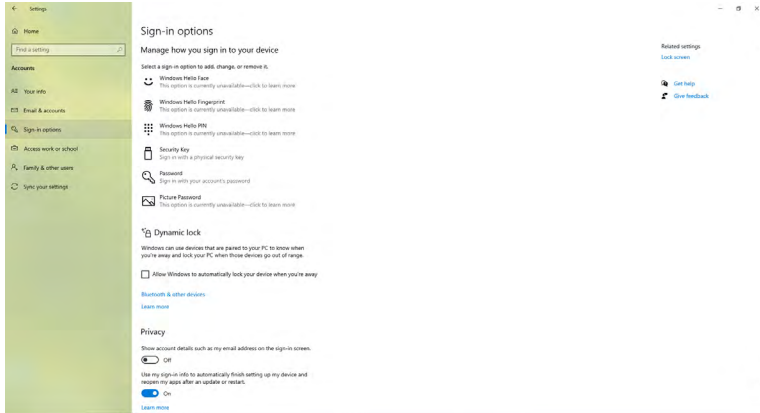 Settings
Home
Find a setting
Accounts
Your info
Email & accounts
Sign-in options
Access work or school
Family & other users
Sync your settings
Sign-in options
Manage how you sign in to your device
Select a sign-in option to add, change, or remove it.
Windows Hello Face
This option is currently unavailable—click to learn more
Windows Hello Fingerprint
This option is currently unavailable—click to learn more
Windows Hello PIN
This option is currently unavailable—click to learn more
Security Key
Sign in with a physical security key
Password
Sign in with your account's password
Picture Password
This option is currently unavailable—click to learn more
Dynamic lock
Windows can use devices that are paired to your PC to know when
you're away and lock your PC when those devices go out of range.
Allow Windows to automatically lock your device when you're away
Bluetooth & other devices
Learn more
Privacy
Show account details such as my email address on the sign-in screen.
Off
Use my sign-in info to automatically finish setting up my device and
reopen my apps after an update or restart.
On
Learn more
Related settings
Lock screen
Get help
Give feedback